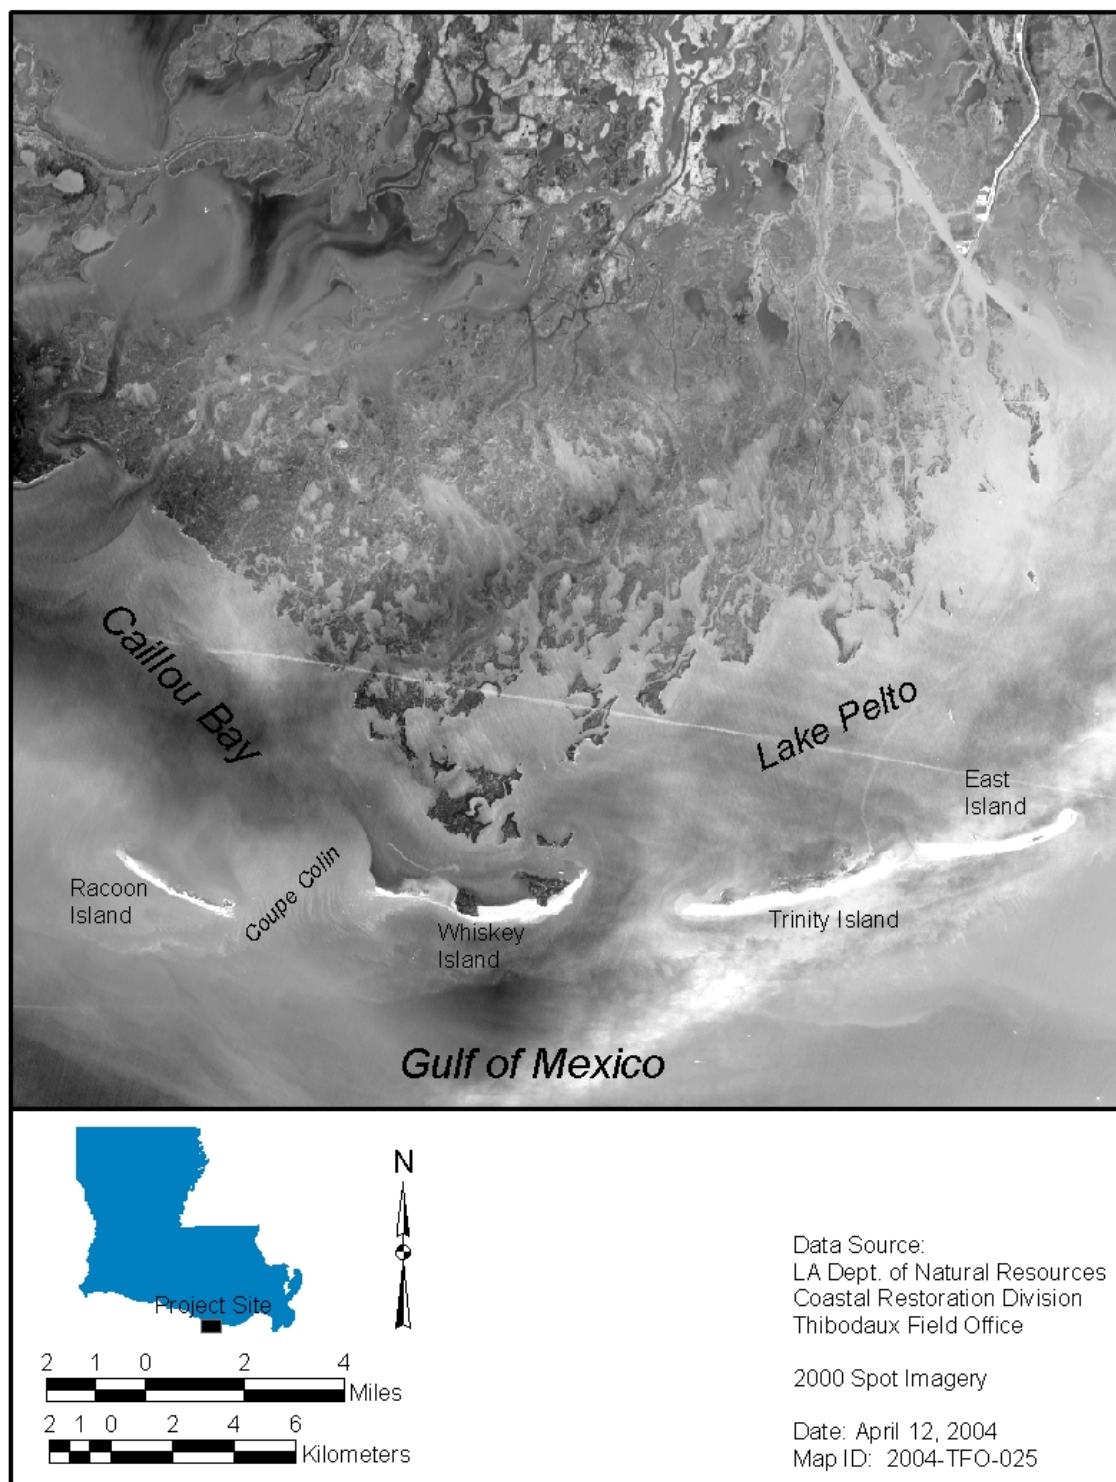 Caillou Bay
Lake Pelto
East
Island
Racoon
Island
Coupe Colin
Whiskey
Island
Trinity Island
Gulf of Mexico
N
Project Site
2 1 0 2 4
Miles
2 1 0 2 4 6
Kilometers
Data Source:
LA Dept. of Natural Resources
Coastal Restoration Division
Thibodaux Field Office
2000 Spot Imagery
Date: April 12, 2004
Map ID: 2004-TFO-025